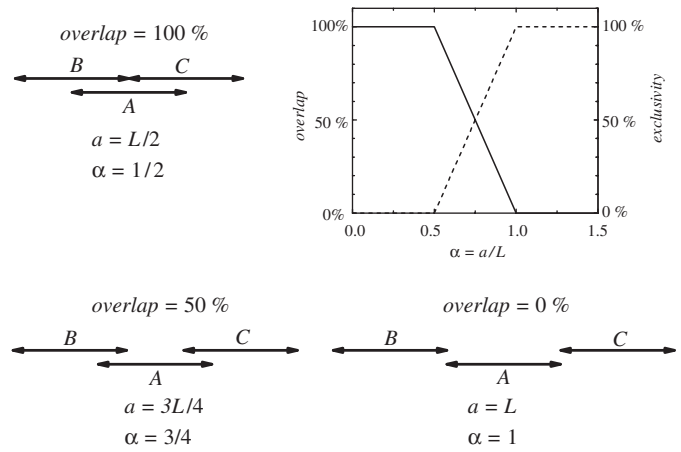 overlap = 100 %
B C
A
a = L/2
α = 1/2
100% 100 %
overlap
50 % 50 %
exclusivity
0% 0 %
0.0 0.5 1.0 1.5
α = a/L
overlap = 50 %
B C
A
a = 3L/4
α = 3/4
overlap = 0 %
B C
A
a = L
α = 1